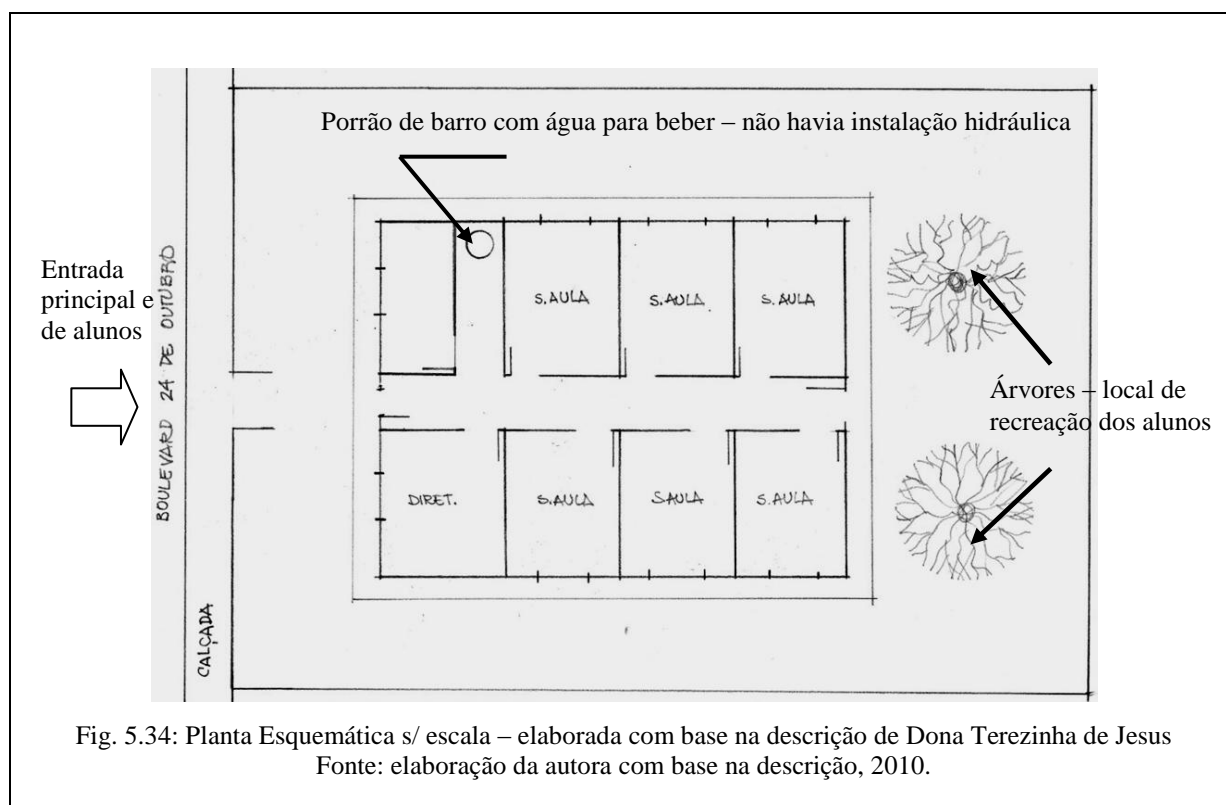 Porrão de barro com água para beber – não havia instalação hidráulica
Entrada
principal e
de alunos
BOULEVARD 24 DE OUTUBRO
CALÇADA
S. AULA
S. AULA
S. AULA
DIRET.
S. AULA
S. AULA
S. AULA
Árvores – local de
recreação dos alunos
Fig. 5.34: Planta Esquemática s/ escala – elaborada com base na descrição de Dona Terezinha de Jesus
Fonte: elaboração da autora com base na descrição, 2010.